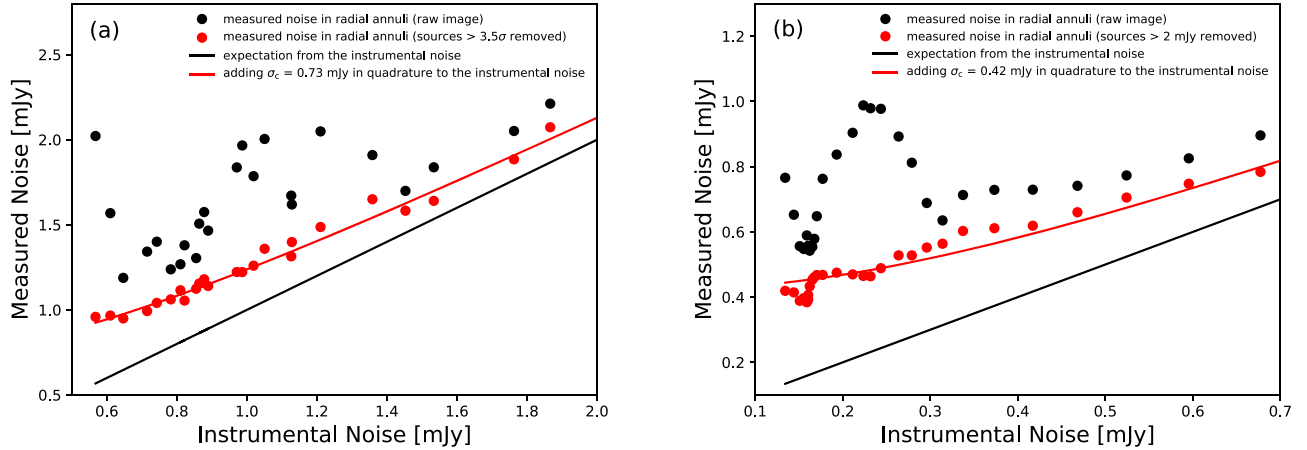 (a)
measured noise in radial annuli (raw image)
measured noise in radial annuli (sources > 3.5σ removed)
expectation from the instrumental noise
adding σc = 0.73 mJy in quadrature to the instrumental noise
Measured Noise [mJy]
2.5
2.0
1.5
1.0
0.5
0.6 0.8 1.0 1.2 1.4 1.6 1.8 2.0
Instrumental Noise [mJy]
(b)
measured noise in radial annuli (raw image)
measured noise in radial annuli (sources > 2 mJy removed)
expectation from the instrumental noise
adding σc = 0.42 mJy in quadrature to the instrumental noise
Measured Noise [mJy]
1.2
1.0
0.8
0.6
0.4
0.2
0.1 0.2 0.3 0.4 0.5 0.6 0.7
Instrumental Noise [mJy]